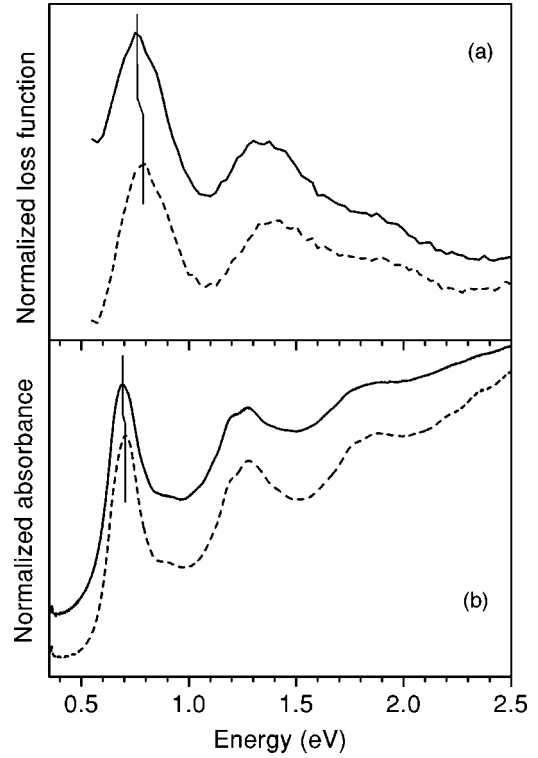 (a)
Normalized loss function
Normalized absorbance
(b)
0.5 1.0 1.5 2.0 2.5
Energy (eV)